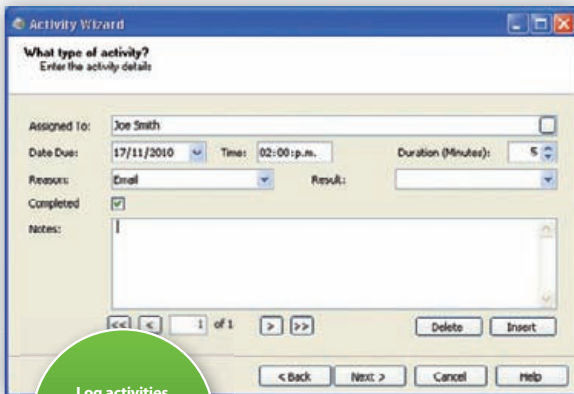 Activity Wizard
What type of activity?
Enter the activity details
Assigned To: Joe Smith
Date Due: 17/11/2010 Time: 02:00:p.m. Duration (Minutes): 5
Reason: Email Result:
Completed
Notes:
<< < 1 of 1 > >> Delete Insert
< Back Next > Cancel Help
Log activities